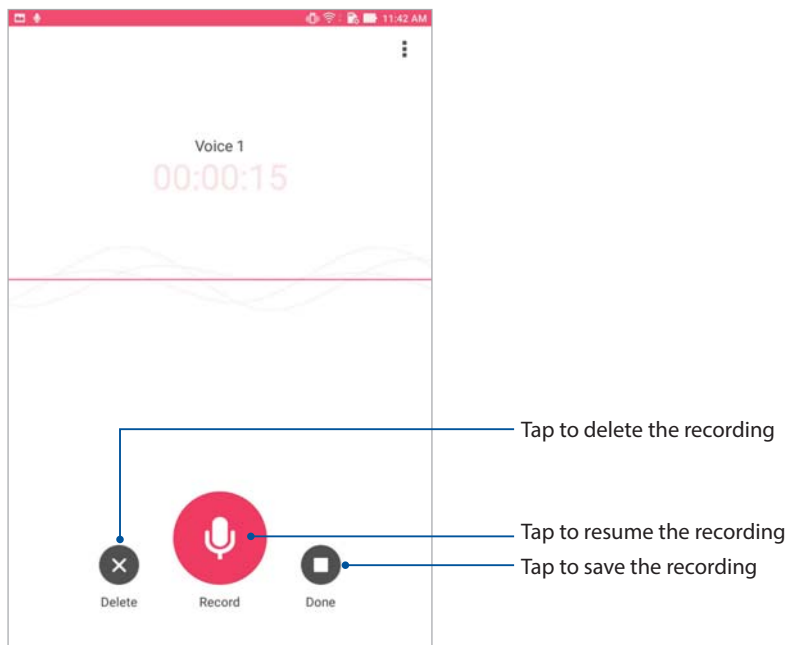 11:42 AM
Voice 1
00:00:15
Tap to delete the recording
Tap to resume the recording
Tap to save the recording
Delete
Record
Done